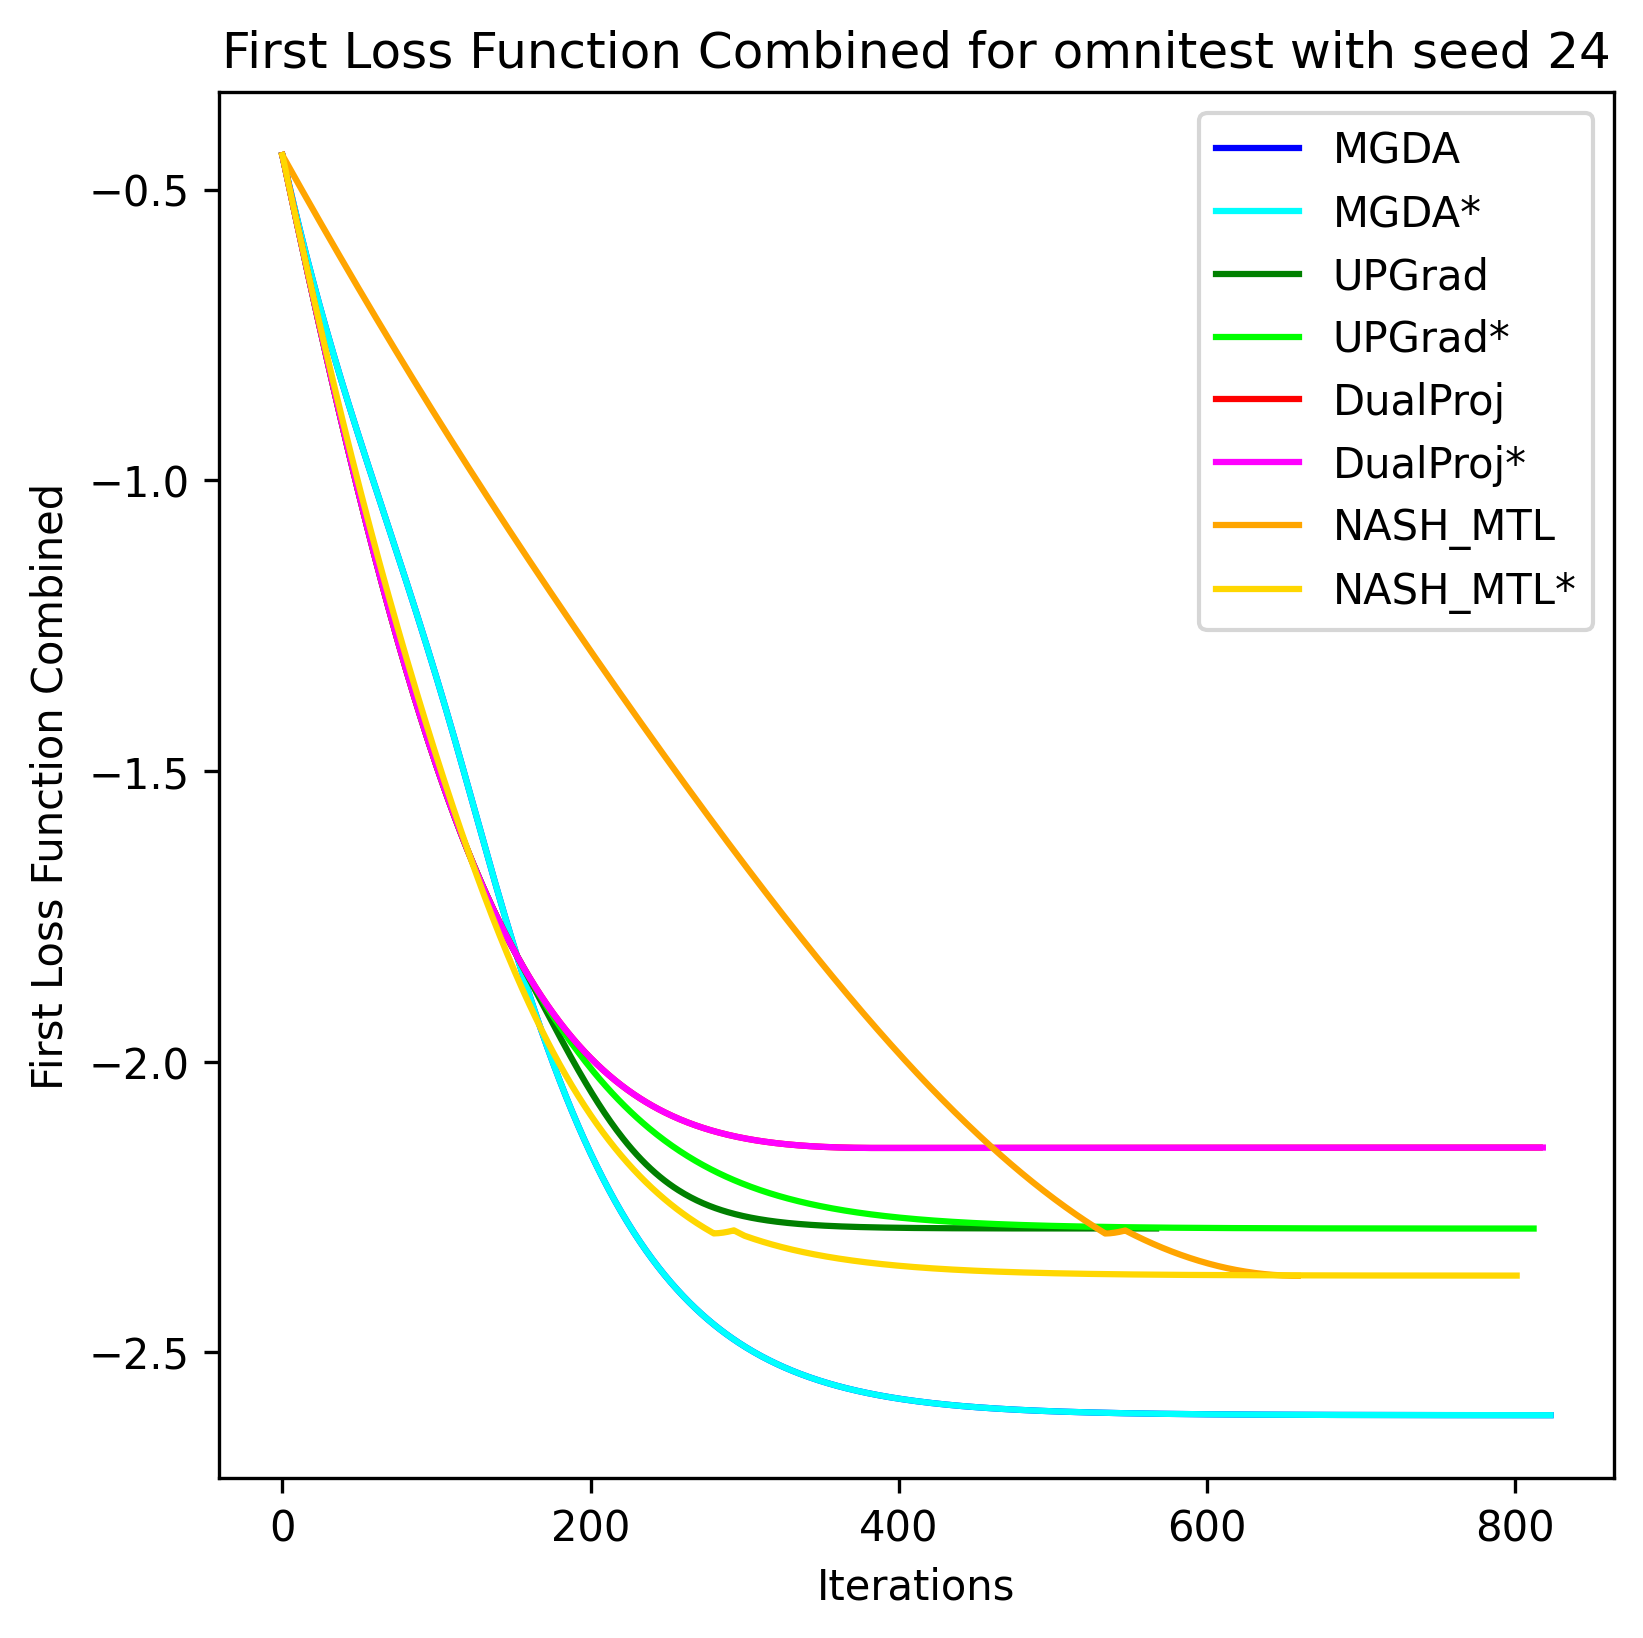 First Loss Function Combined for omnitest with seed 24
First Loss Function Combined
−0.5
−1.0
−1.5
−2.0
−2.5
MGDA
MGDA*
UPGrad
UPGrad*
DualProj
DualProj*
NASH_MTL
NASH_MTL*
0 200 400 600 800
Iterations